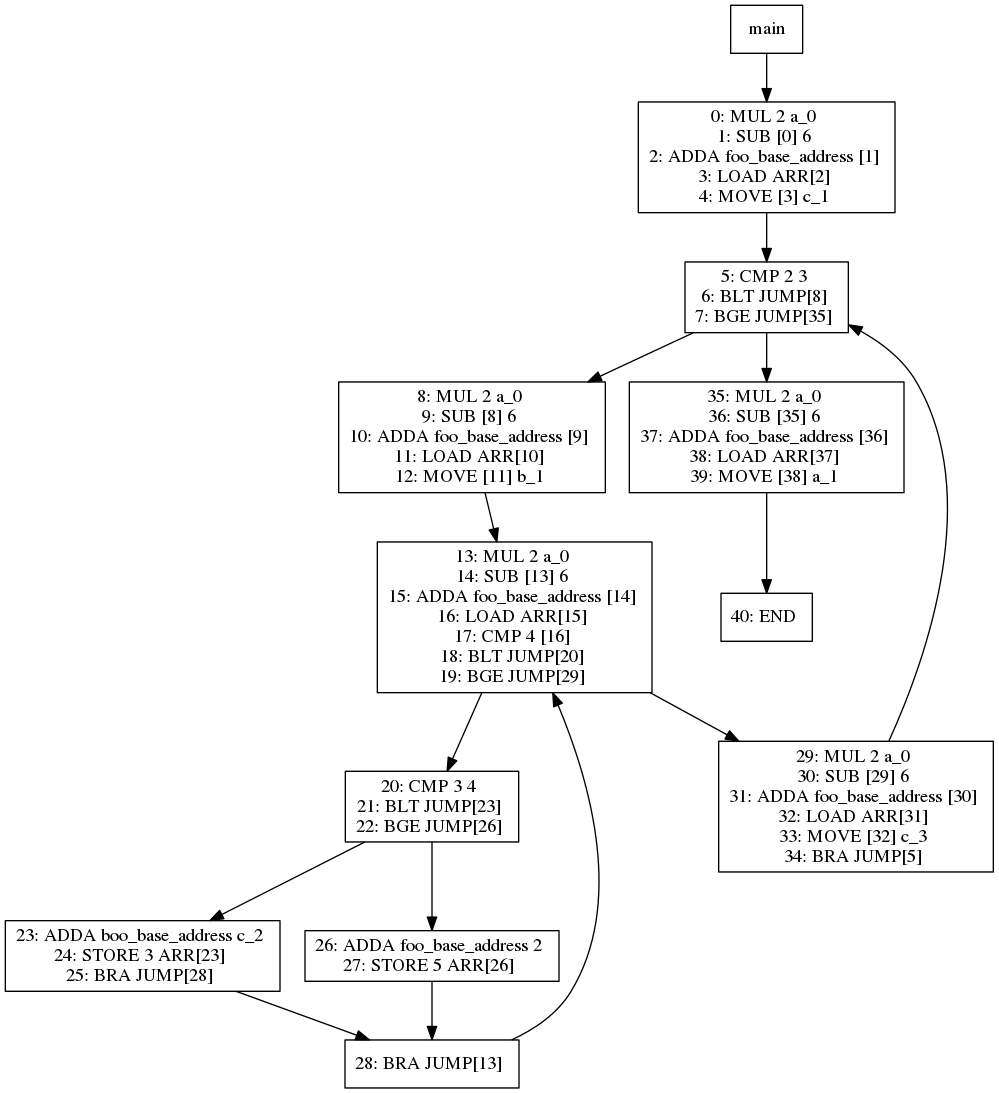 main
0: MUL 2 a_0
1: SUB [0] 6
2: ADDA foo_base_address [1]
3: LOAD ARR[2]
4: MOVE [3] c_1
5: CMP 2 3
6: BLT JUMP[8]
7: BGE JUMP[35]
8: MUL 2 a_0
9: SUB [8] 6
10: ADDA foo_base_address [9]
11: LOAD ARR[10]
12: MOVE [11] b_1
35: MUL 2 a_0
36: SUB [35] 6
37: ADDA foo_base_address [36]
38: LOAD ARR[37]
39: MOVE [38] a_1
13: MUL 2 a_0
14: SUB [13] 6
15: ADDA foo_base_address [14]
16: LOAD ARR[15]
17: CMP 4 [16]
18: BLT JUMP[20]
19: BGE JUMP[29]
40: END
20: CMP 3 4
21: BLT JUMP[23]
22: BGE JUMP[26]
29: MUL 2 a_0
30: SUB [29] 6
31: ADDA foo_base_address [30]
32: LOAD ARR[31]
33: MOVE [32] c_3
34: BRA JUMP[5]
23: ADDA boo_base_address c_2
24: STORE 3 ARR[23]
25: BRA JUMP[28]
26: ADDA foo_base_address 2
27: STORE 5 ARR[26]
28: BRA JUMP[13]